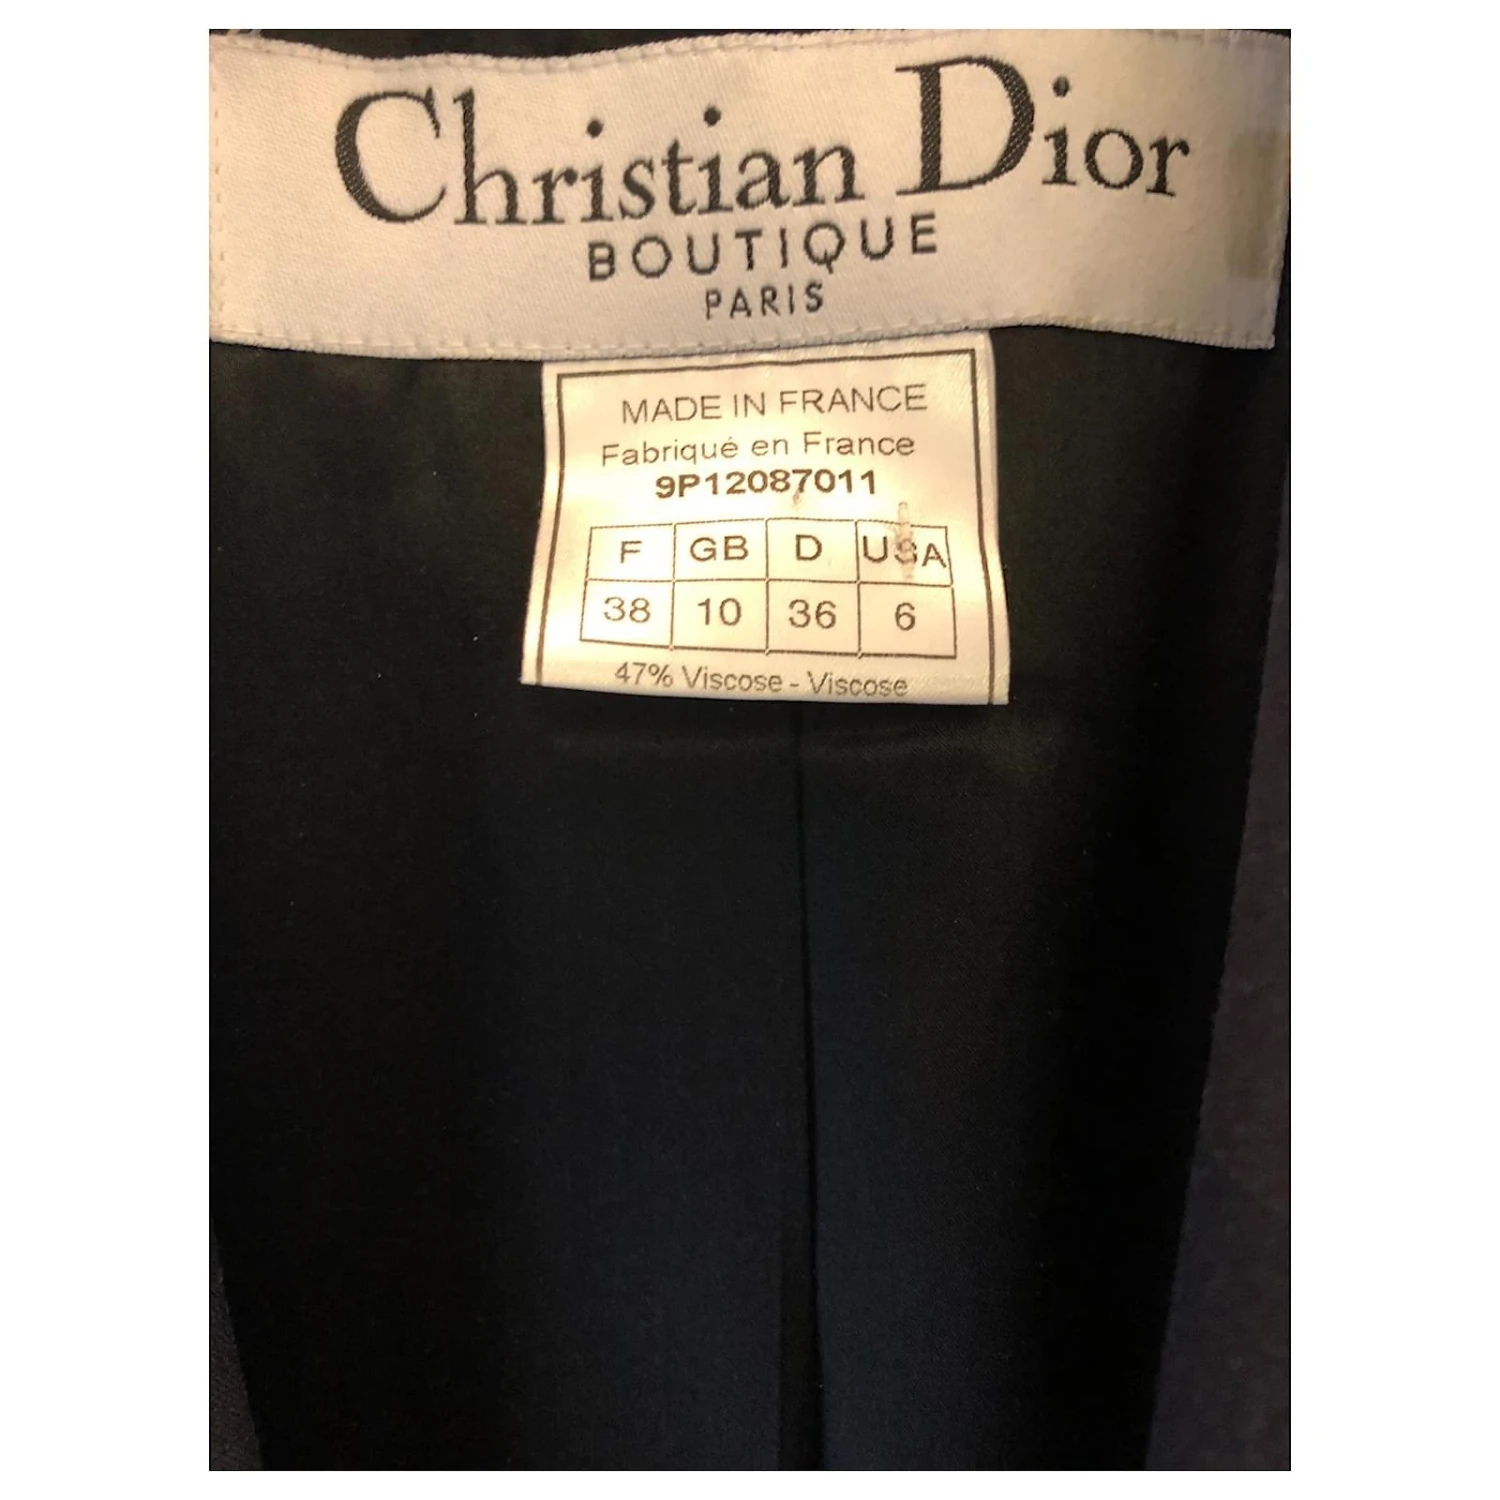 Christian Dior
BOUTIQUE
PARIS
MADE IN FRANCE
Fabriqué en France
9P12087011
F GB D USA
38 10 36 6
47% Viscose - Viscose